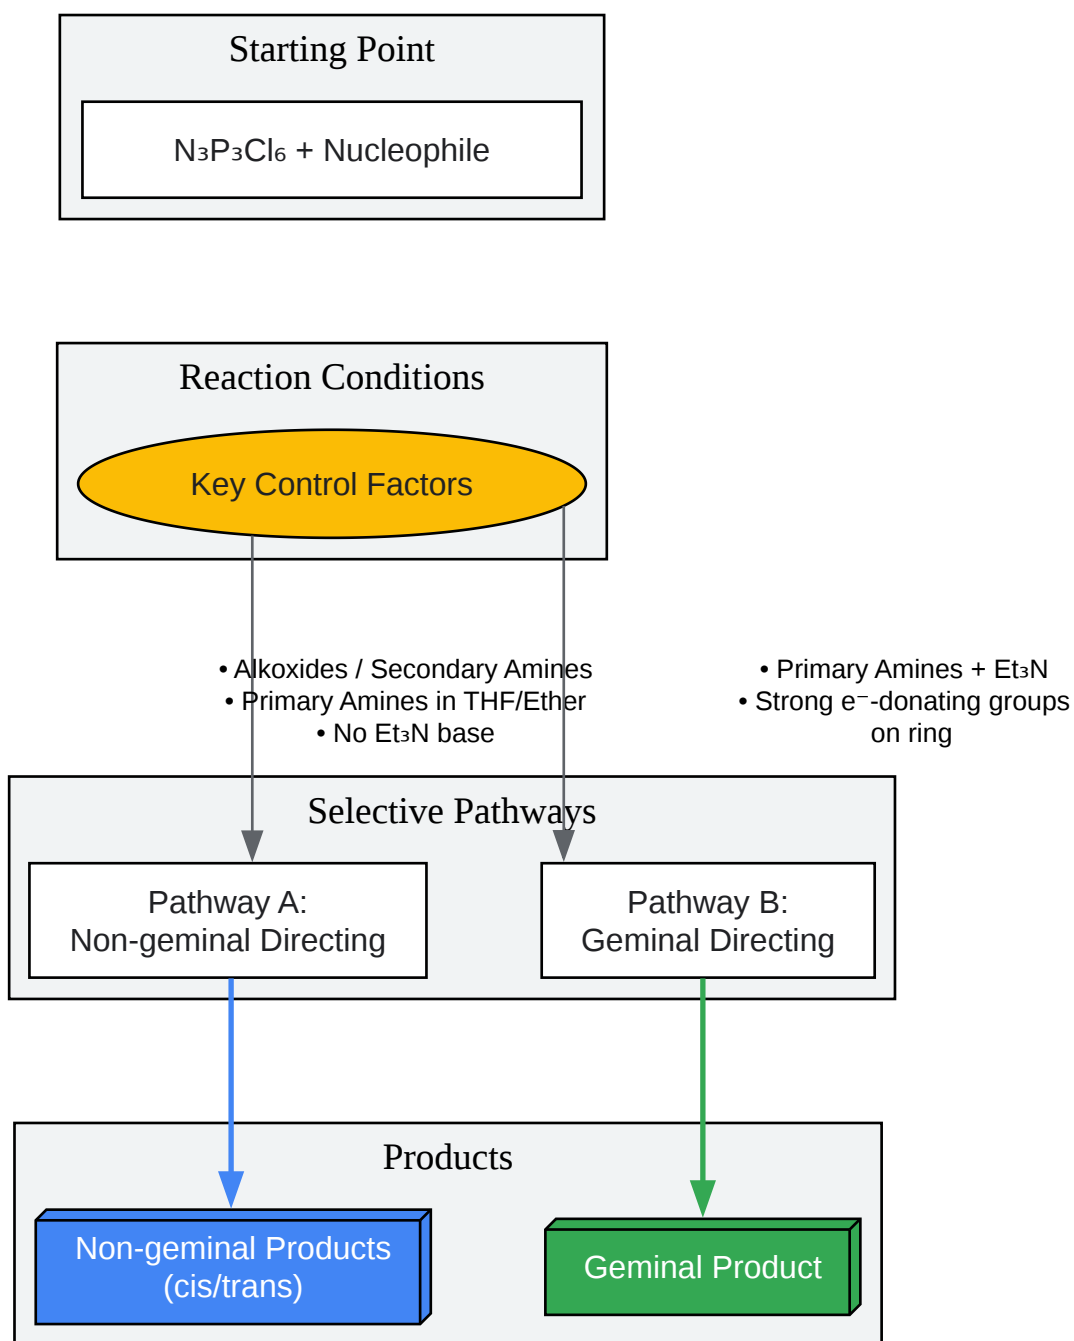 Starting Point
N₃P₃Cl₆ + Nucleophile
Reaction Conditions
Key Control Factors
• Alkoxides / Secondary Amines
• Primary Amines in THF/Ether
• No Et₃N base
• Primary Amines + Et₃N
• Strong e⁻-donating groups
on ring
Selective Pathways
Pathway A:
Non-geminal Directing
Pathway B:
Geminal Directing
Products
Non-geminal Products
(cis/trans)
Geminal Product